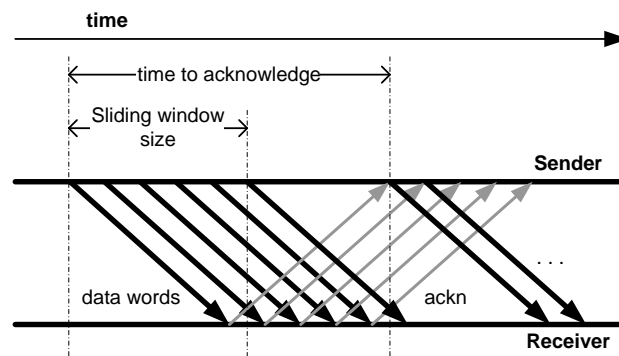 time
time to acknowledge
Sliding window
size
Sender
data words
ackn
. . .
Receiver